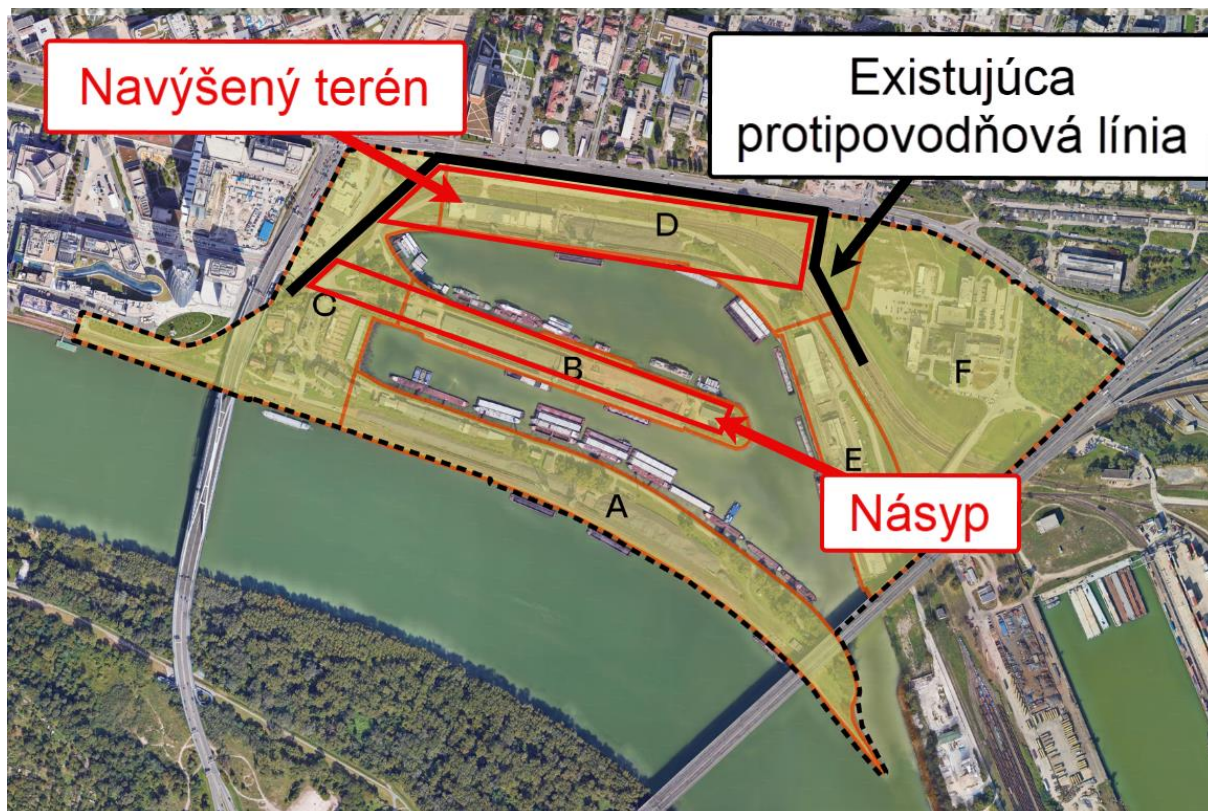 Navýšený terén
Existujúca
protipovodňová línia
D
C
B
F
E
A
Násyp